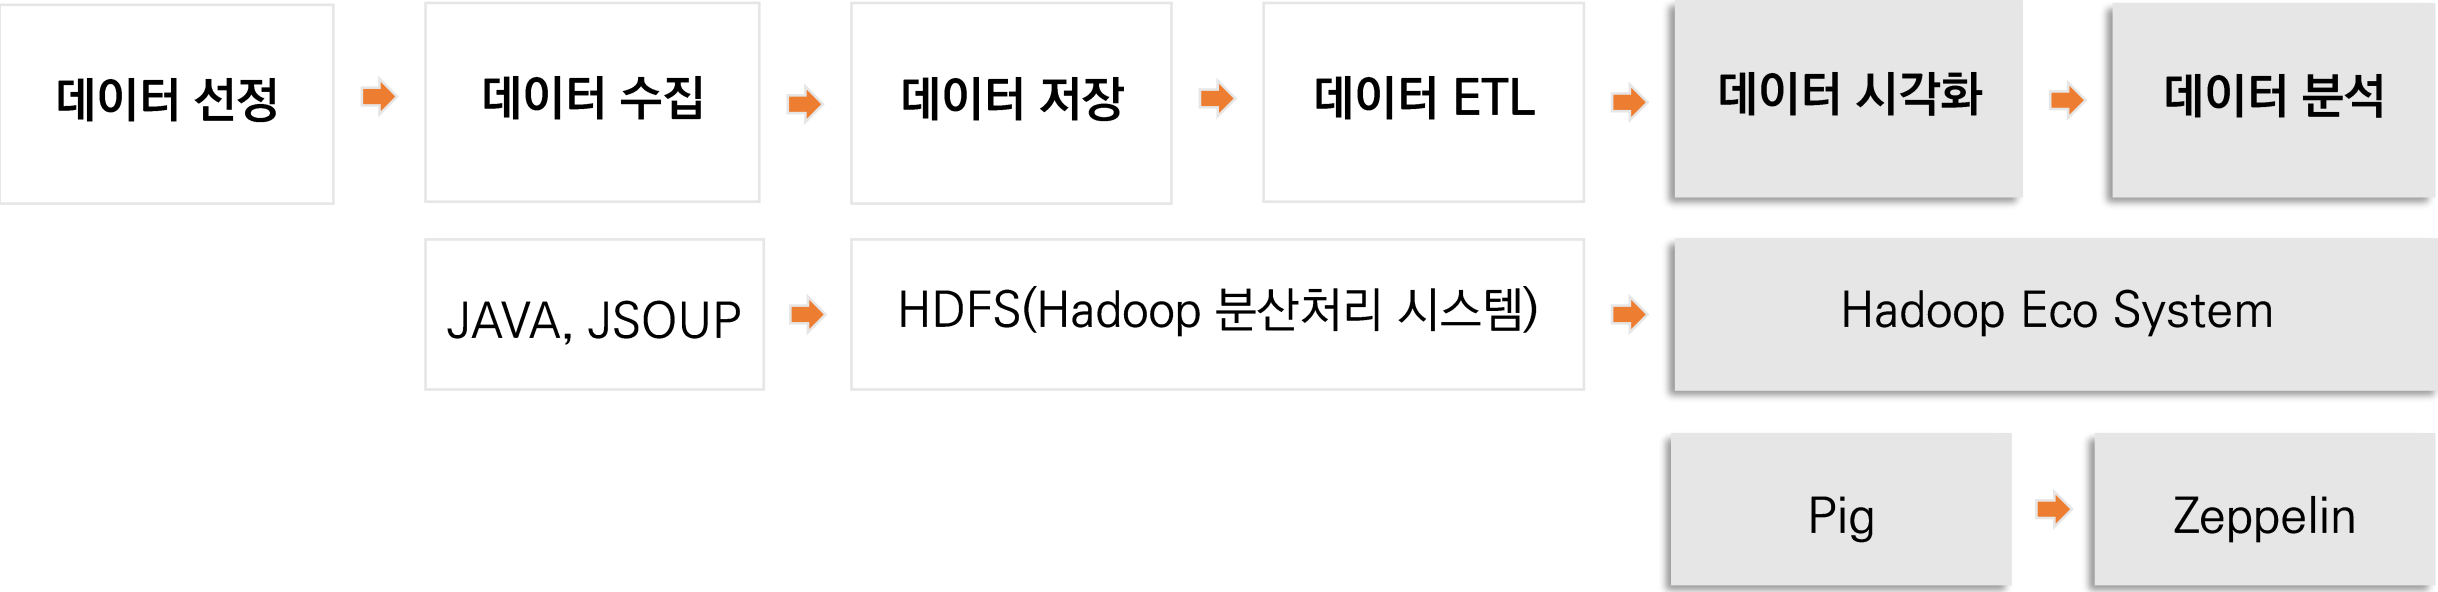 데이터 선정
데이터 수집
데이터 저장
데이터 ETL
데이터 시각화
데이터 분석
JAVA, JSOUP
HDFS(Hadoop 분산처리 시스템)
Hadoop Eco System
Pig
Zeppelin